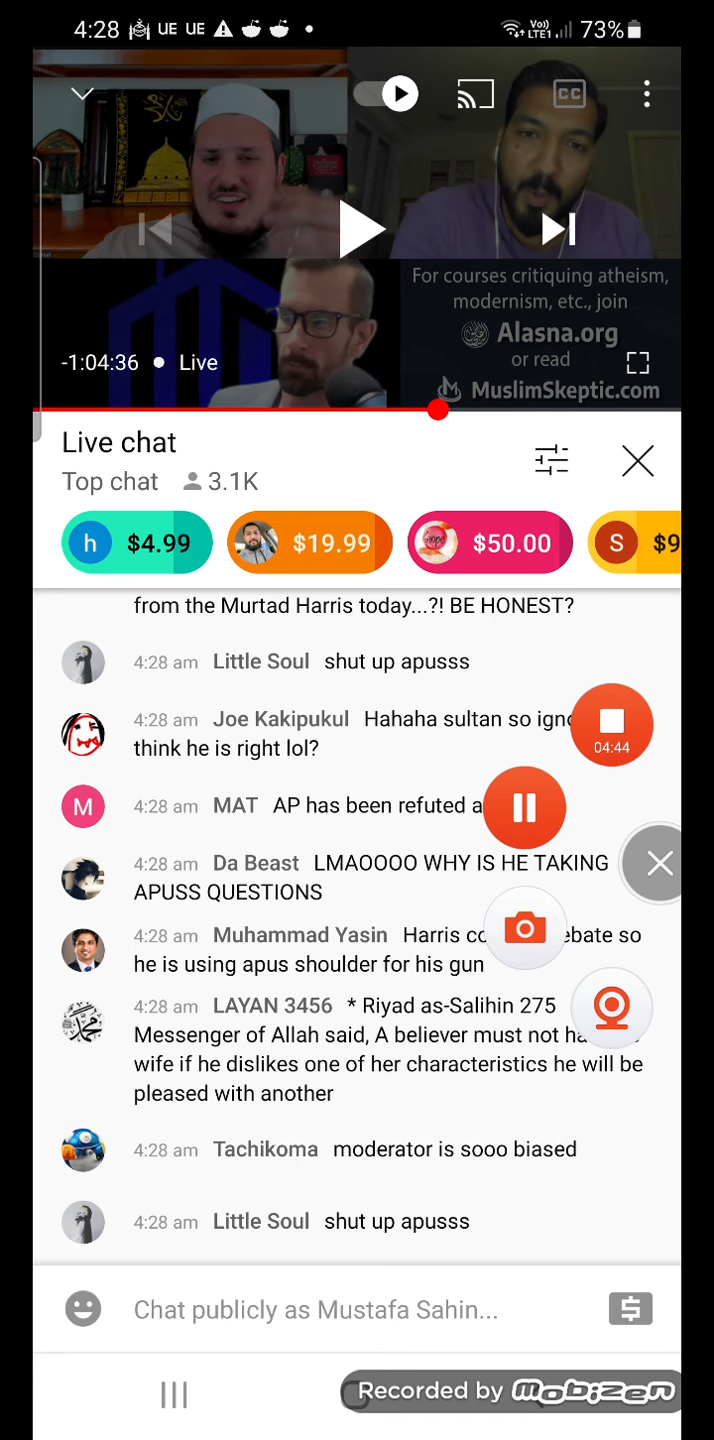 4:28 UE UE VoI) LTE1 73%
CC
For courses critiquing atheism,
modernism, etc., join
Alasna.org
or read
-1:04:36 • Live
MuslimSkeptic.com
Live chat
Top chat 3.1K
h $4.99 $19.99 $50.00 S $9
from the Murtad Harris today...?! BE HONEST?
4:28 am Little Soul shut up apusss
4:28 am Joe Kakipukul Hahaha sultan so
think he is right lol?
04:44
M 4:28 am MAT AP has been refuted
4:28 am Da Beast LMAOOOO WHY IS HE TAKING
APUSS QUESTIONS
4:28 am Muhammad Yasin Harris so
he is using apus shoulder for his gun
4:28 am LAYAN 3456 * Riyad as-Salihin 275
Messenger of Allah said, A believer must not
wife if he dislikes one of her characteristics he will be
pleased with another
4:28 am Tachikoma moderator is sooo biased
4:28 am Little Soul shut up apusss
Chat publicly as Mustafa Sahin...
Recorded by mobizen